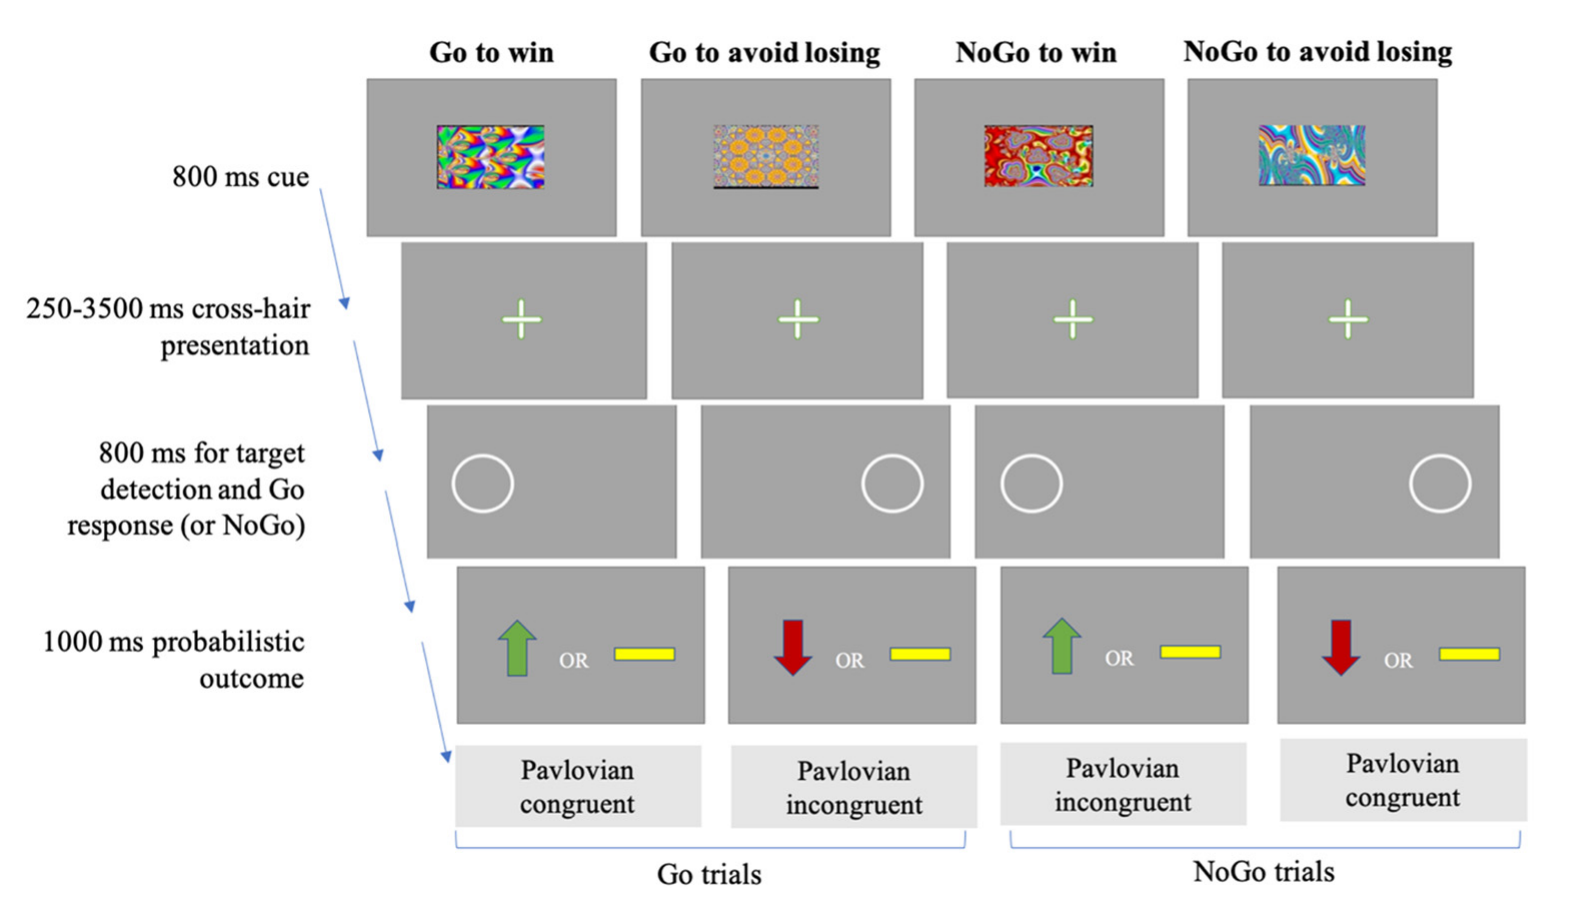 Go to win
Go to avoid losing
NoGo to win
NoGo to avoid losing
800 ms cue
250-3500 ms cross-hair
presentation
800 ms for target
detection and Go
response (or NoGo)
1000 ms probabilistic
outcome
OR
OR
OR
OR
Pavlovian
congruent
Pavlovian
incongruent
Pavlovian
incongruent
Pavlovian
congruent
Go trials
NoGo trials